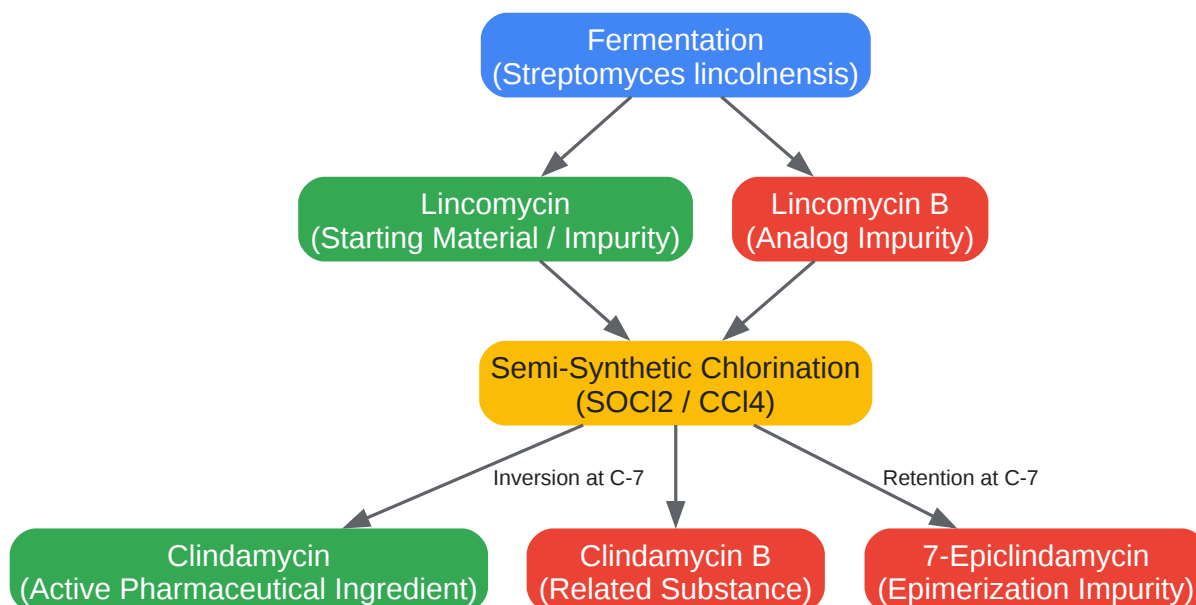 Fermentation
(Streptomyces lincolnensis)
Lincomycin
(Starting Material / Impurity)
Lincomycin B
(Analog Impurity)
Semi-Synthetic Chlorination
(SOCl2 / CCl4)
Inversion at C-7
Retention at C-7
Clindamycin
(Active Pharmaceutical Ingredient)
Clindamycin B
(Related Substance)
7-Epiclindamycin
(Epimerization Impurity)